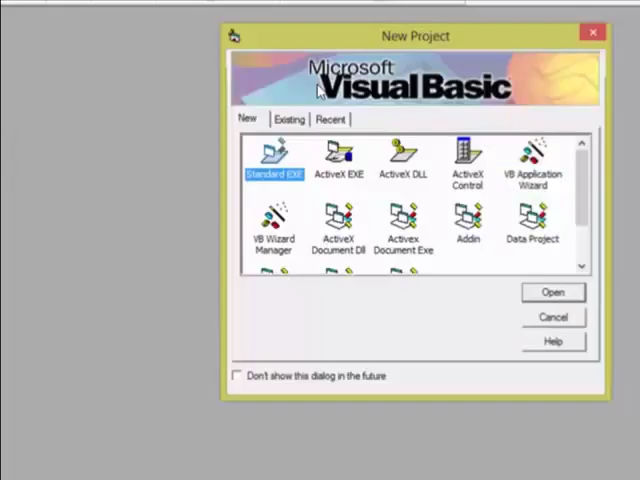 New Project
Microsoft
Visual Basic
New Existing Recent
Standard EXE ActiveX EXE ActiveX DLL ActiveX Control VB Application Wizard
VB Wizard Manager ActiveX Document Dll Activex Document Exe Addin Data Project
Open
Cancel
Help
Don't show this dialog in the future